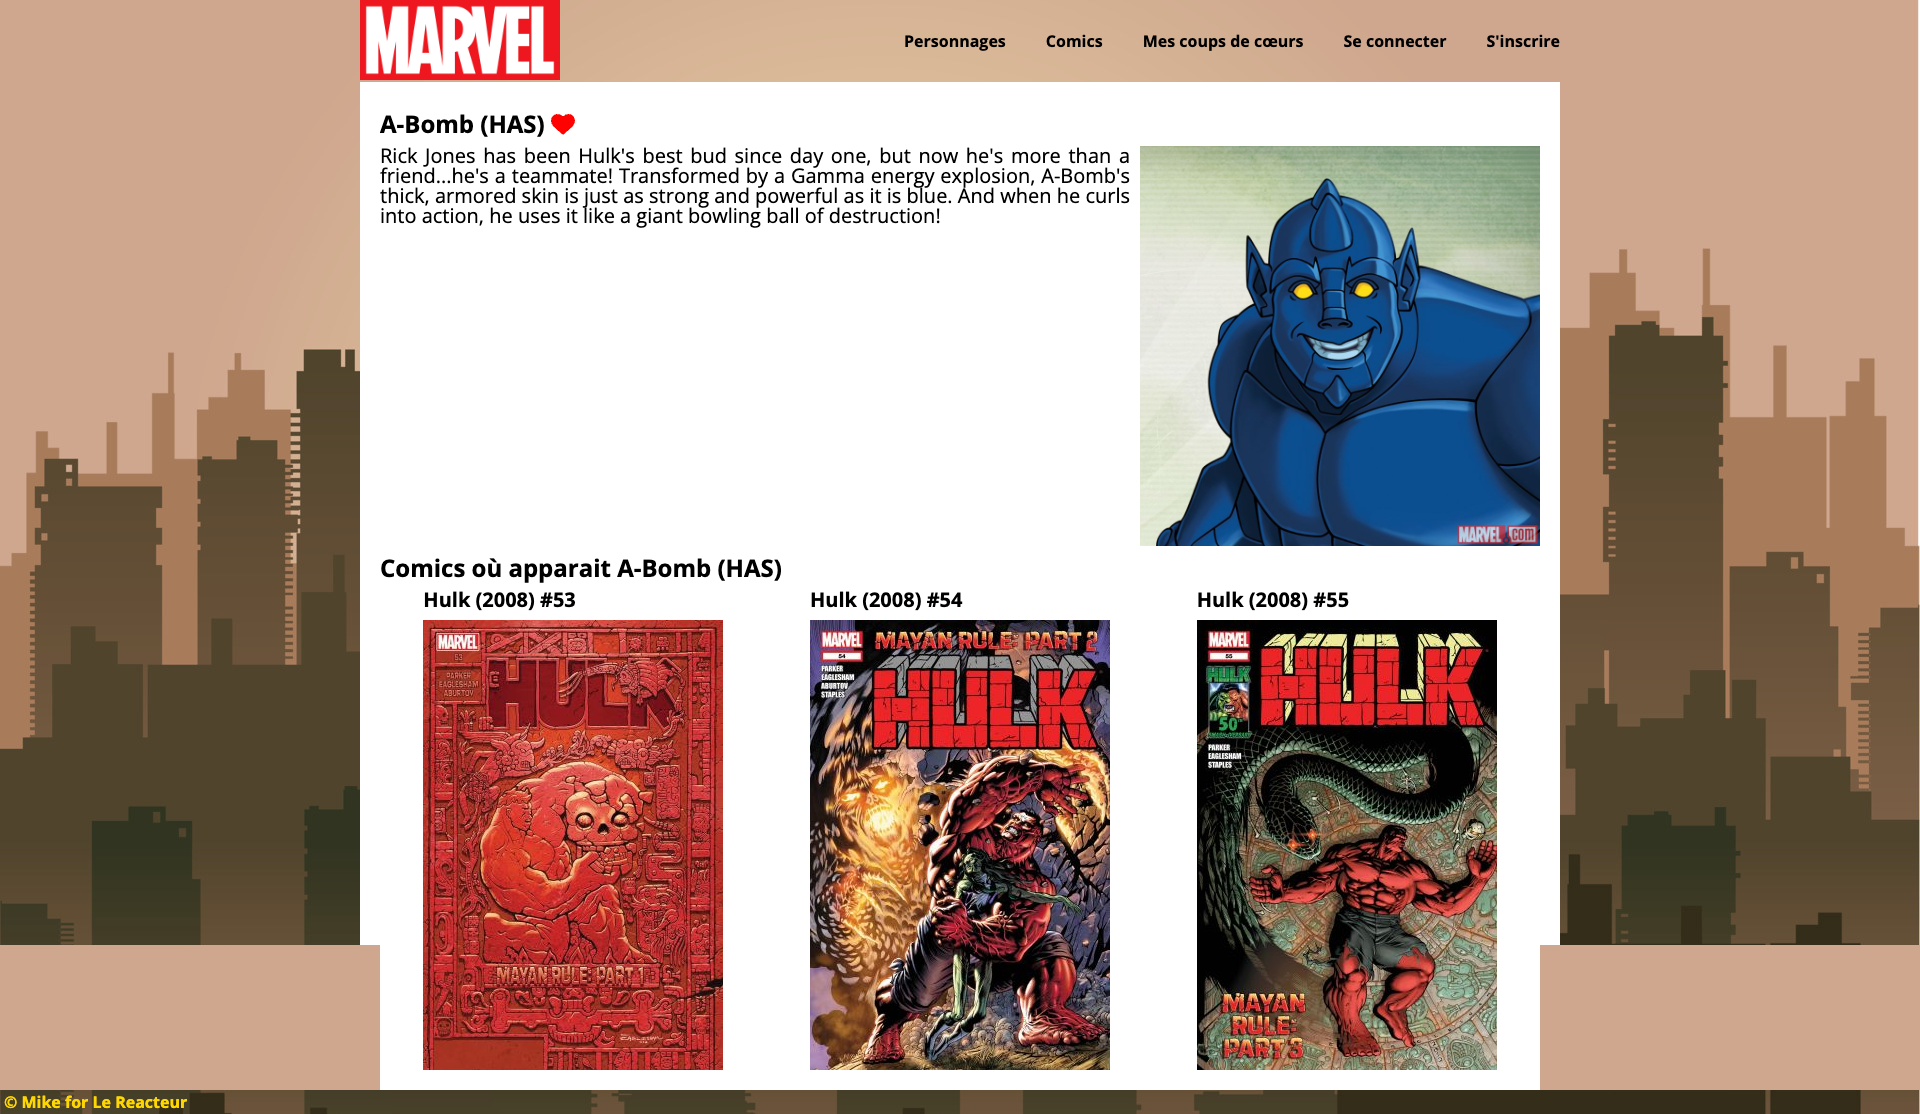 MARVEL
Personnages
Comics
Mes coups de cœurs
Se connecter
S'inscrire
A-Bomb (HAS)
Rick Jones has been Hulk's best bud since day one, but now he's more than a
friend...he's a teammate! Transformed by a Gamma energy explosion, A-Bomb's
thick, armored skin is just as strong and powerful as it is blue. And when he curls
into action, he uses it like a giant bowling ball of destruction!
MARVEL.com
Comics où apparait A-Bomb (HAS)
Hulk (2008) #53
Hulk (2008) #54
Hulk (2008) #55
MARVEL
53
PARKER
EAGLESHAM
ABURTOV
HULK
MAYAN RULE: PART 1
MARVEL
54
PARKER
EAGLESHAM
ABURTOV
STAPLES
MAYAN RULE: PART 2
HULK
MARVEL
55
HULK
50
PARKER
EAGLESHAM
STAPLES
HULK
MAYAN
RULE:
PART 3
© Mike for Le Reacteur